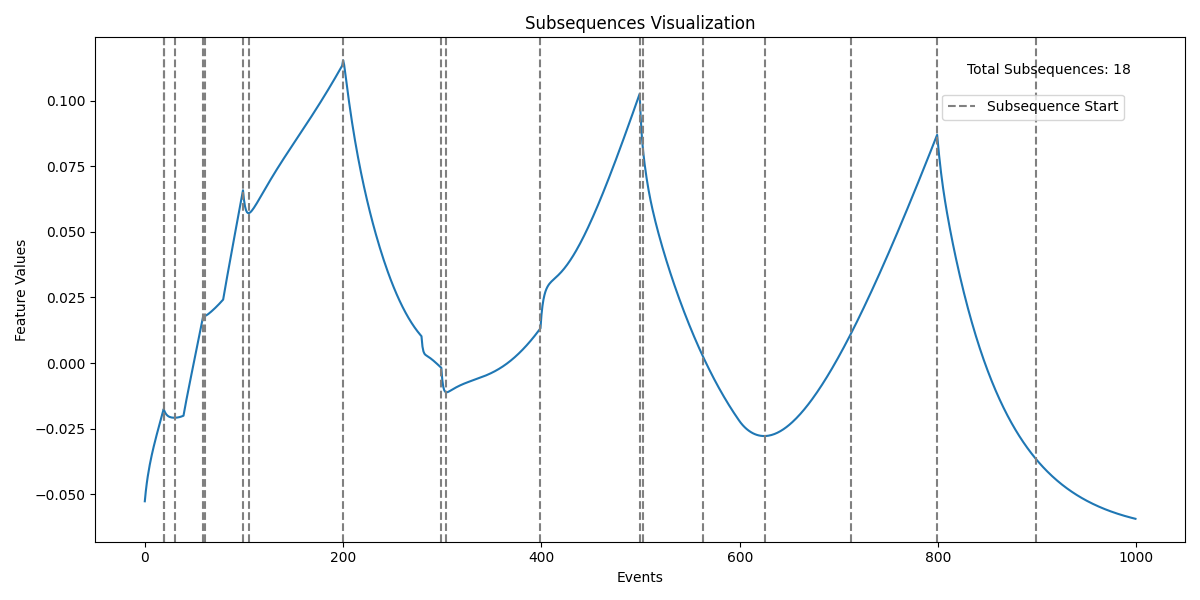 Subsequences Visualization
Total Subsequences: 18
Subsequence Start
Feature Values
0.100
0.075
0.050
0.025
0.000
−0.025
−0.050
0 200 400 600 800 1000
Events